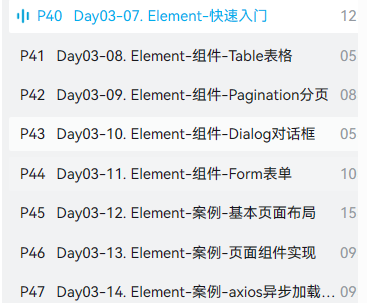 P40 Day03-07. Element-快速入门 12
P41 Day03-08. Element-组件-Table表格 05
P42 Day03-09. Element-组件-Pagination分页 08
P43 Day03-10. Element-组件-Dialog对话框 05
P44 Day03-11. Element-组件-Form表单 10
P45 Day03-12. Element-案例-基本页面布局 15
P46 Day03-13. Element-案例-页面组件实现 09
P47 Day03-14. Element-案例-axios异步加载... 09